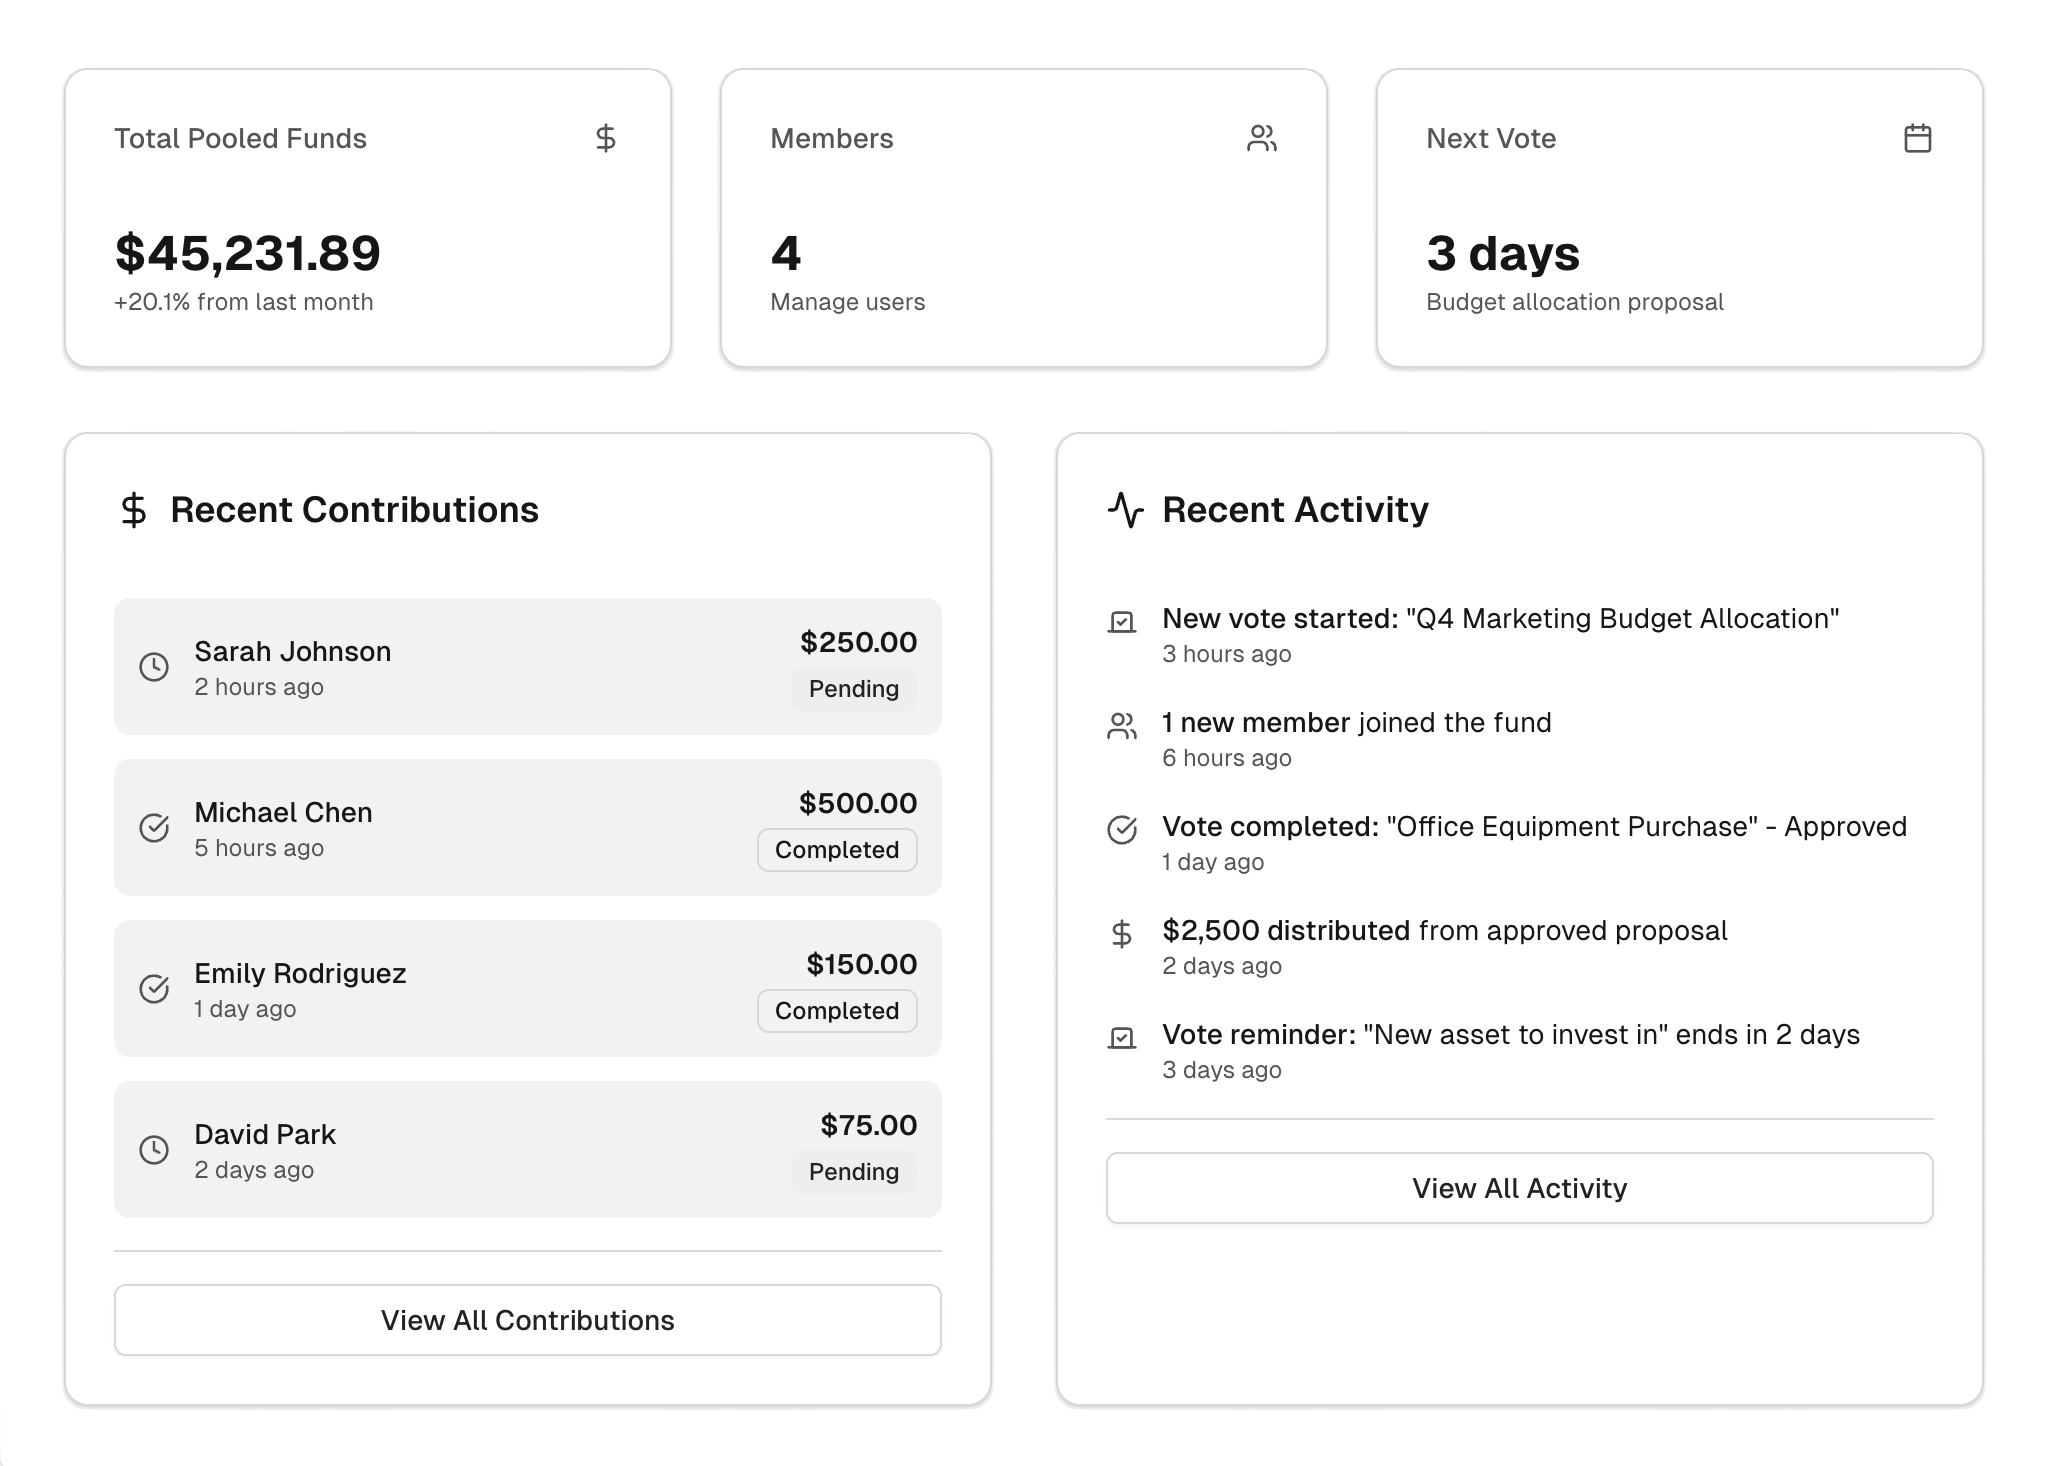 Total Pooled Funds
$45,231.89
+20.1% from last month
Members
4
Manage users
Next Vote
3 days
Budget allocation proposal
Recent Contributions
Sarah Johnson
2 hours ago
$250.00
Pending
Michael Chen
5 hours ago
$500.00
Completed
Emily Rodriguez
1 day ago
$150.00
Completed
David Park
2 days ago
$75.00
Pending
View All Contributions
Recent Activity
New vote started: "Q4 Marketing Budget Allocation"
3 hours ago
1 new member joined the fund
6 hours ago
Vote completed: "Office Equipment Purchase" - Approved
1 day ago
$2,500 distributed from approved proposal
2 days ago
Vote reminder: "New asset to invest in" ends in 2 days
3 days ago
View All Activity